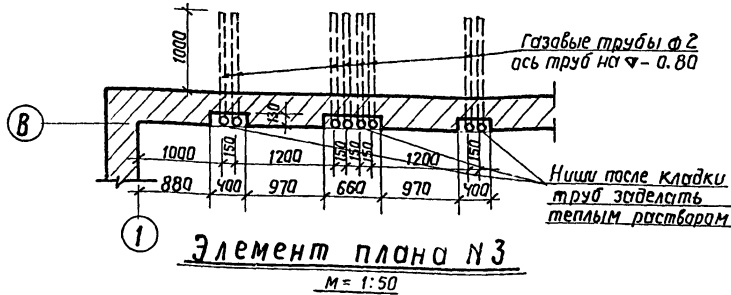 1000
Газовые трубы ф 2
ось труб на ▽ - 0.80
В
130
1000 150 1200 150 150 150 1200 150
880 400 970 660 970 400
Ниши после кладки
труб заделать
теплым раствором
1
Элемент плана N3
М = 1:50